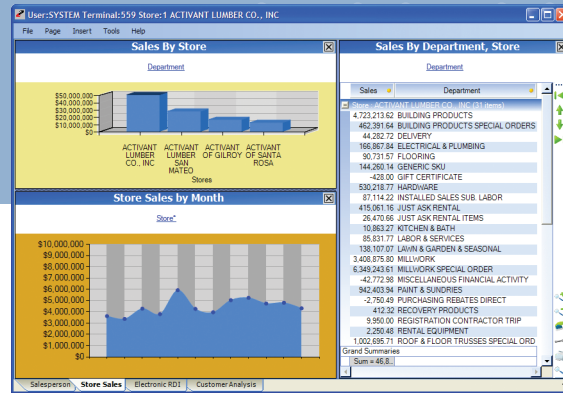 User:SYSTEM Terminal:559 Store:1 ACTIVANT LUMBER CO., INC
File Page Insert Tools Help
Sales By Store
Department
$50,000,000
$40,000,000
$30,000,000
$20,000,000
$10,000,000
$0
ACTIVANT LUMBER CO., INC
ACTIVANT LUMBER SAN MATEO
ACTIVANT OF GILROY
ACTIVANT OF SANTA ROSA
Stores
Store Sales by Month
Store*
$10,000,000
$9,000,000
$8,000,000
$7,000,000
$6,000,000
$5,000,000
$4,000,000
$3,000,000
$2,000,000
$1,000,000
$0
Sales By Department, Store
Department
Sales Department
Store : ACTIVANT LUMBER CO., INC (31 items)
4,723,213.62 BUILDING PRODUCTS
462,391.64 BUILDING PRODUCTS SPECIAL ORDERS
44,282.72 DELIVERY
166,867.84 ELECTRICAL & PLUMBING
90,731.57 FLOORING
144,260.14 GENERIC SKU
-428.00 GIFT CERTIFICATE
530,218.77 HARDWARE
87,114.22 INSTALLED SALES SUB. LABOR
415,061.16 JUST ASK RENTAL
26,470.66 JUST ASK RENTAL ITEMS
10,863.27 KITCHEN & BATH
85,831.77 LABOR & SERVICES
138,107.07 LAWN & GARDEN & SEASONAL
3,408,875.80 MILLWORK
6,349,243.61 MILLWORK SPECIAL ORDER
-42,772.98 MISCELLANEOUS FINANCIAL ACTIVITY
942,403.94 PAINT & SUNDRIES
-2,750.49 PURCHASING REBATES DIRECT
412.32 RECOVERY PRODUCTS
9,950.00 REGISTRATION CONTRACTOR TRIP
2,250.48 RENTAL EQUIPMENT
1,002,695.71 ROOF & FLOOR TRUSSES SPECIAL ORD
Grand Summaries
Sum = 46,8...
Salesperson Store Sales Electronic RDI Customer Analysis